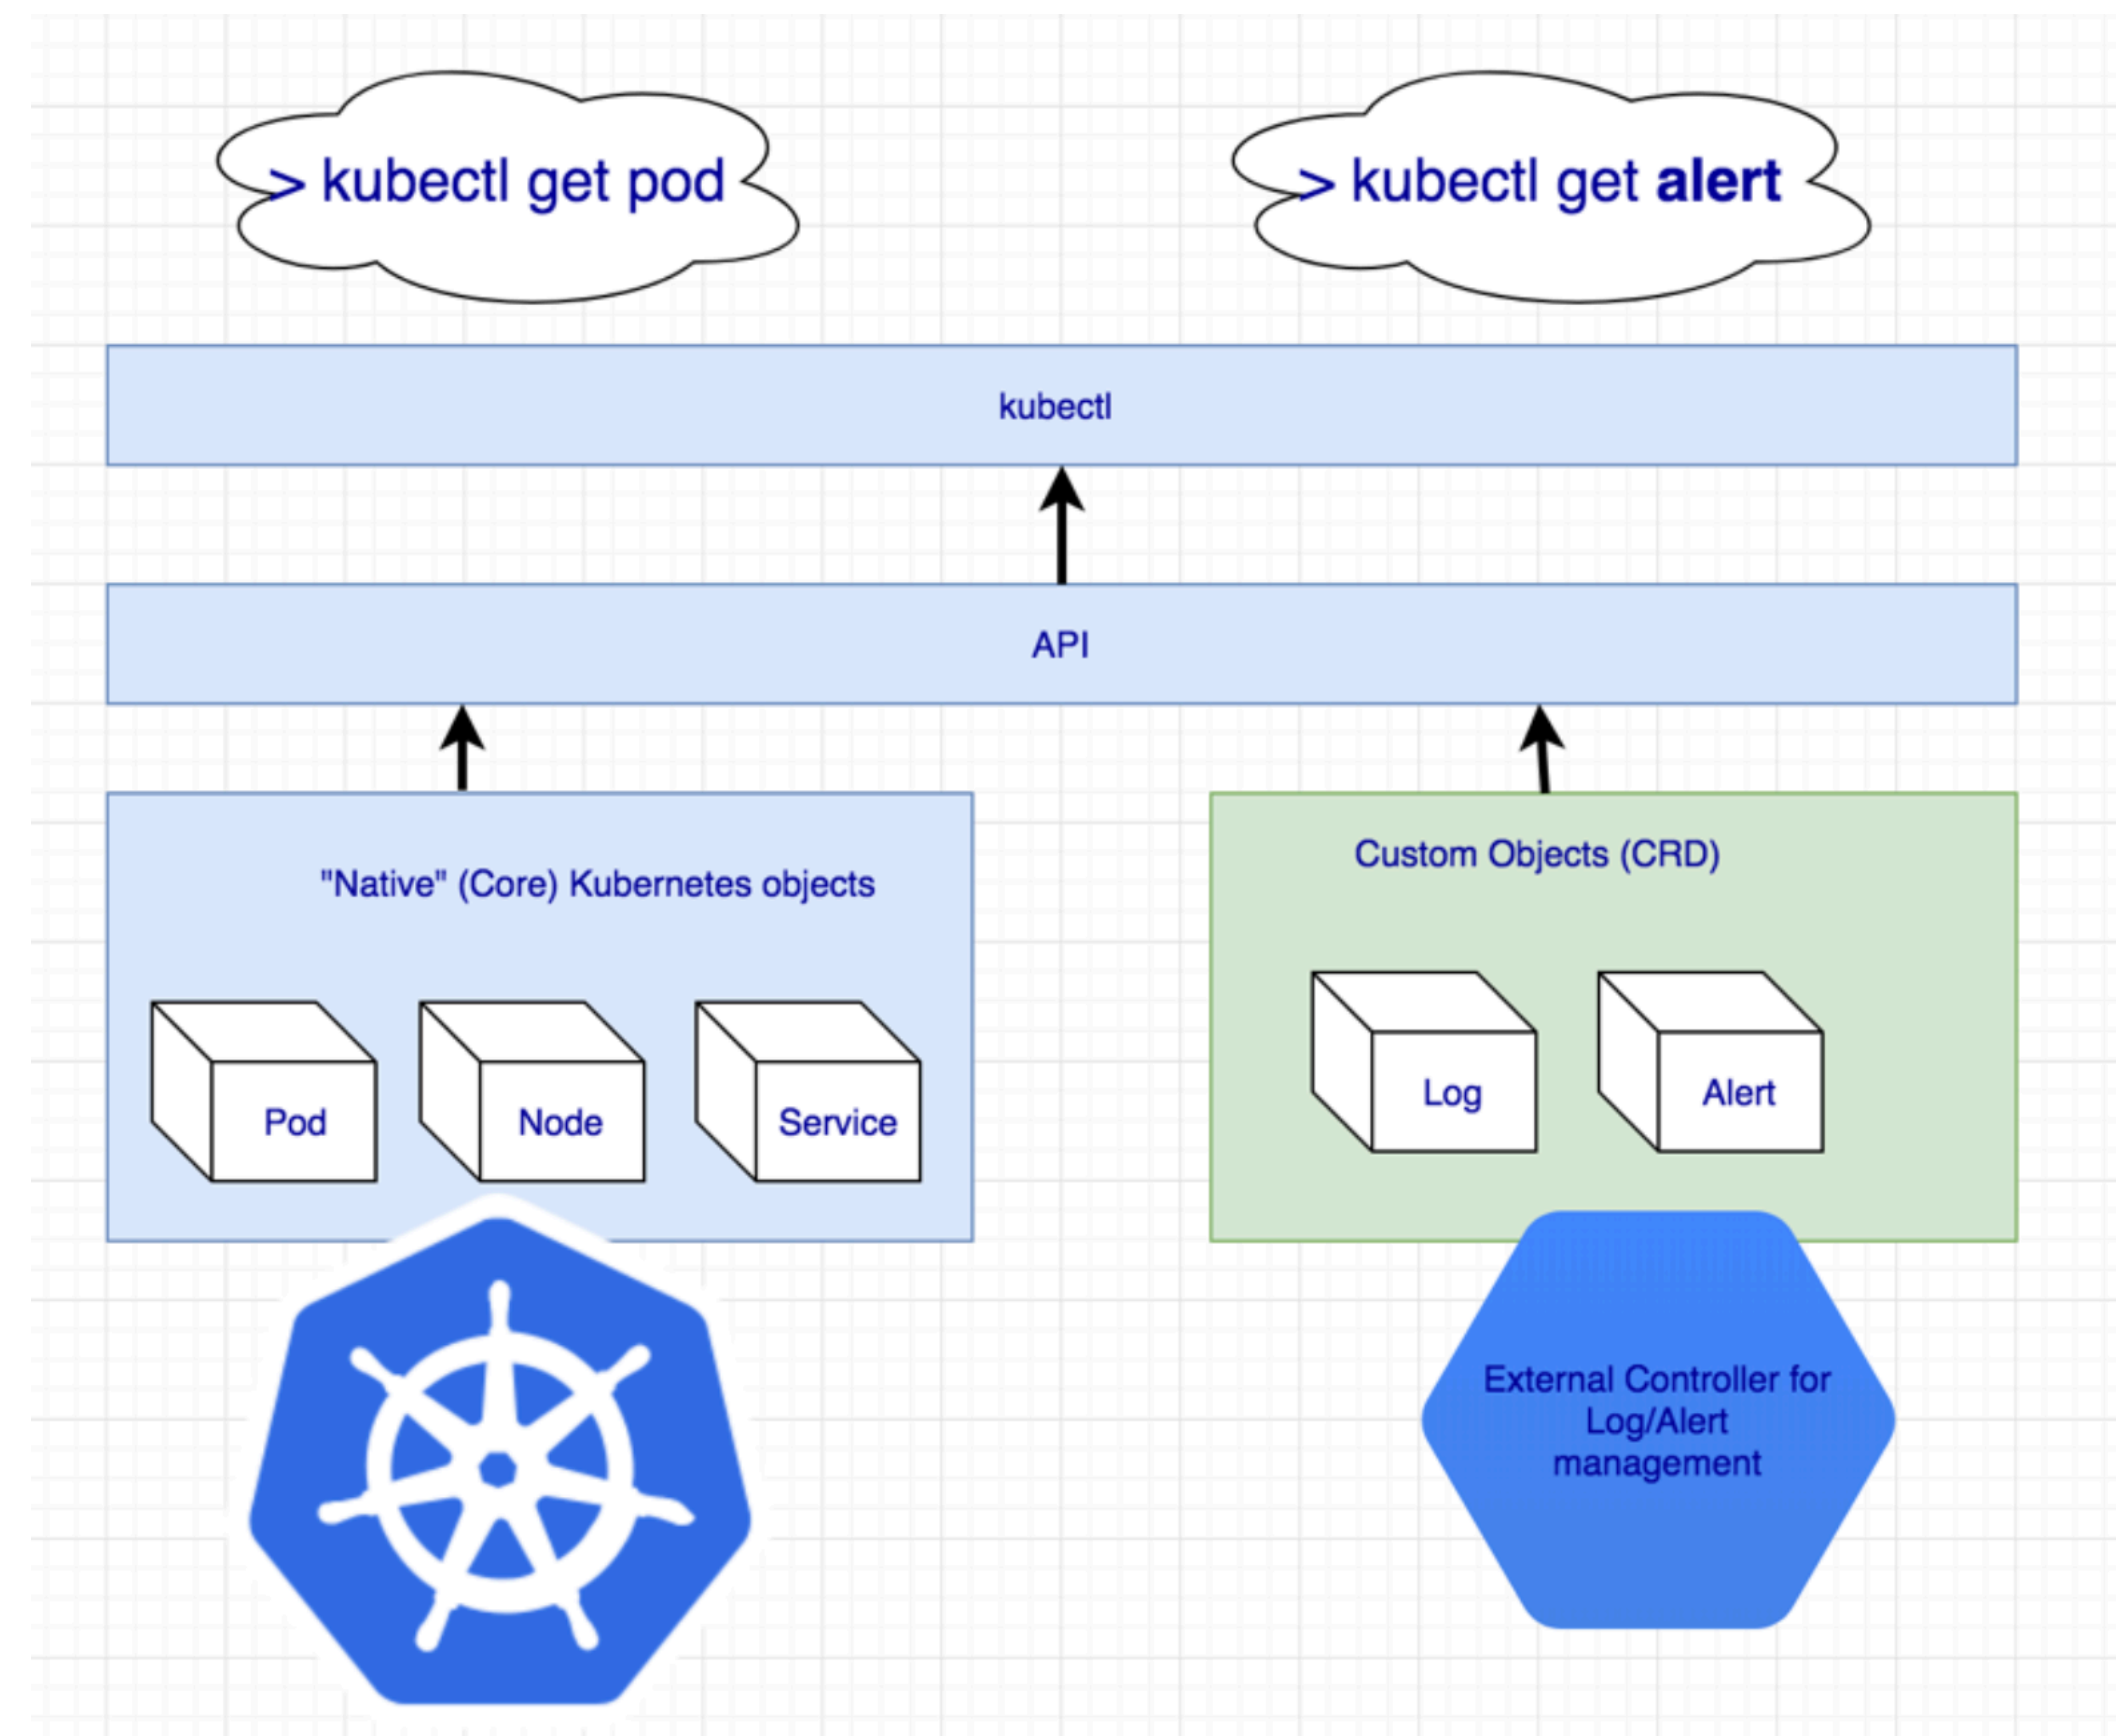 > kubectl get pod
> kubectl get alert
kubectl
API
"Native" (Core) Kubernetes objects
Custom Objects (CRD)
Pod
Node
Service
Log
Alert
External Controller for
Log/Alert
management